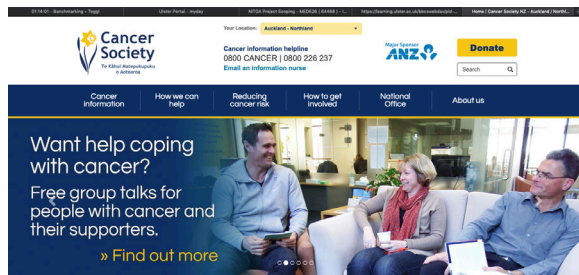 01:14:01 · Benchmarking • Toggl
Ulster Portal - myday
MTGA Project Scoping – MED526 ( 64468 ) - (...
https://learning.ulster.ac.uk/bbcswebdav/pid-...
Home | Cancer Society NZ - Auckland / Northl...
Your Location: Auckland - Northland
Cancer
Society
Te Kāhui Matepukupuku
o Aotearoa
Cancer information helpline
0800 CANCER | 0800 226 237
Email an information nurse
Major Sponsor
ANZ
Donate
Search
Cancer information
How we can help
Reducing cancer risk
How to get involved
National Office
About us
Want help coping
with cancer?
Free group talks for
people with cancer and
their supporters.
» Find out more